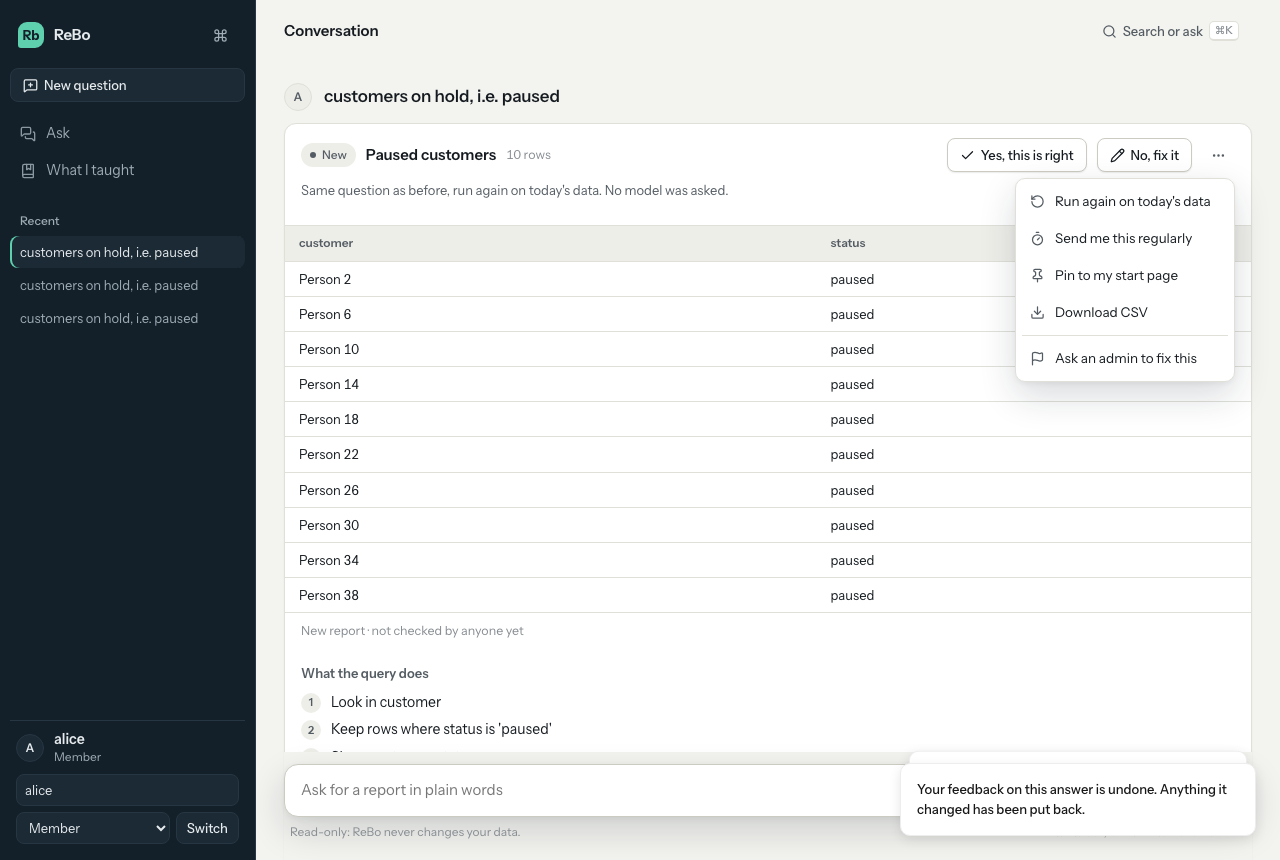 Rb ReBo ⌘
New question
Ask
What I taught
Recent
customers on hold, i.e. paused
customers on hold, i.e. paused
customers on hold, i.e. paused
A alice
Member
alice
Member Switch
Conversation Search or ask ⌘K
A customers on hold, i.e. paused
New Paused customers 10 rows Yes, this is right No, fix it ...
Same question as before, run again on today's data. No model was asked.
Run again on today's data
Send me this regularly
Pin to my start page
Download CSV
Ask an admin to fix this
customer status
Person 2 paused
Person 6 paused
Person 10 paused
Person 14 paused
Person 18 paused
Person 22 paused
Person 26 paused
Person 30 paused
Person 34 paused
Person 38 paused
New report · not checked by anyone yet
What the query does
1 Look in customer
2 Keep rows where status is 'paused'
Ask for a report in plain words
Read-only: ReBo never changes your data.
Your feedback on this answer is undone. Anything it
changed has been put back.